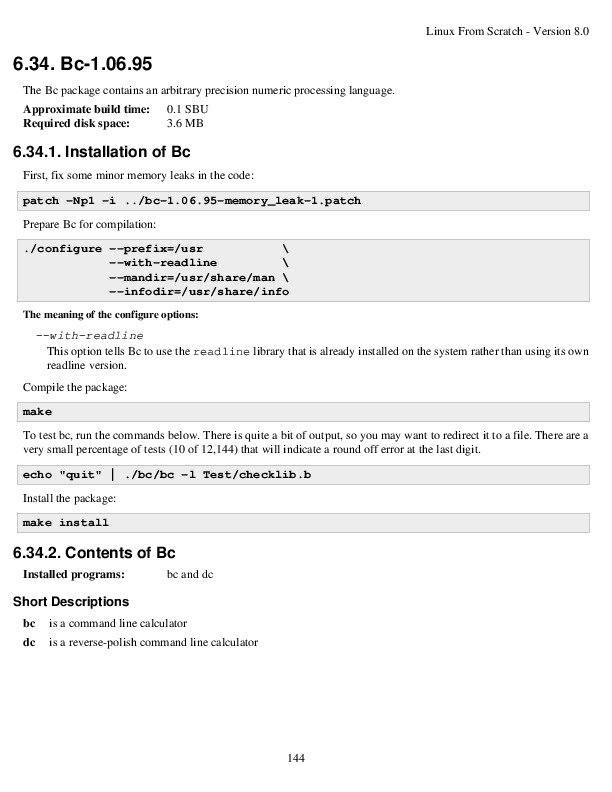 Linux From Scratch - Version 8.0
6.34. Bc-1.06.95
The Bc package contains an arbitrary precision numeric processing language.
Approximate build time: 0.1 SBU
Required disk space: 3.6 MB
6.34.1. Installation of Bc
First, fix some minor memory leaks in the code:
patch -Np1 -i ../bc-1.06.95-memory_leak-1.patch
Prepare Bc for compilation:
./configure --prefix=/usr           \
            --with-readline         \
            --mandir=/usr/share/man \
            --infodir=/usr/share/info
The meaning of the configure options:
--with-readline
This option tells Bc to use the readline library that is already installed on the system rather than using its own
readline version.
Compile the package:
make
To test bc, run the commands below. There is quite a bit of output, so you may want to redirect it to a file. There are a
very small percentage of tests (10 of 12,144) that will indicate a round off error at the last digit.
echo "quit" | ./bc/bc -l Test/checklib.b
Install the package:
make install
6.34.2. Contents of Bc
Installed programs: bc and dc
Short Descriptions
bc is a command line calculator
dc is a reverse-polish command line calculator
144